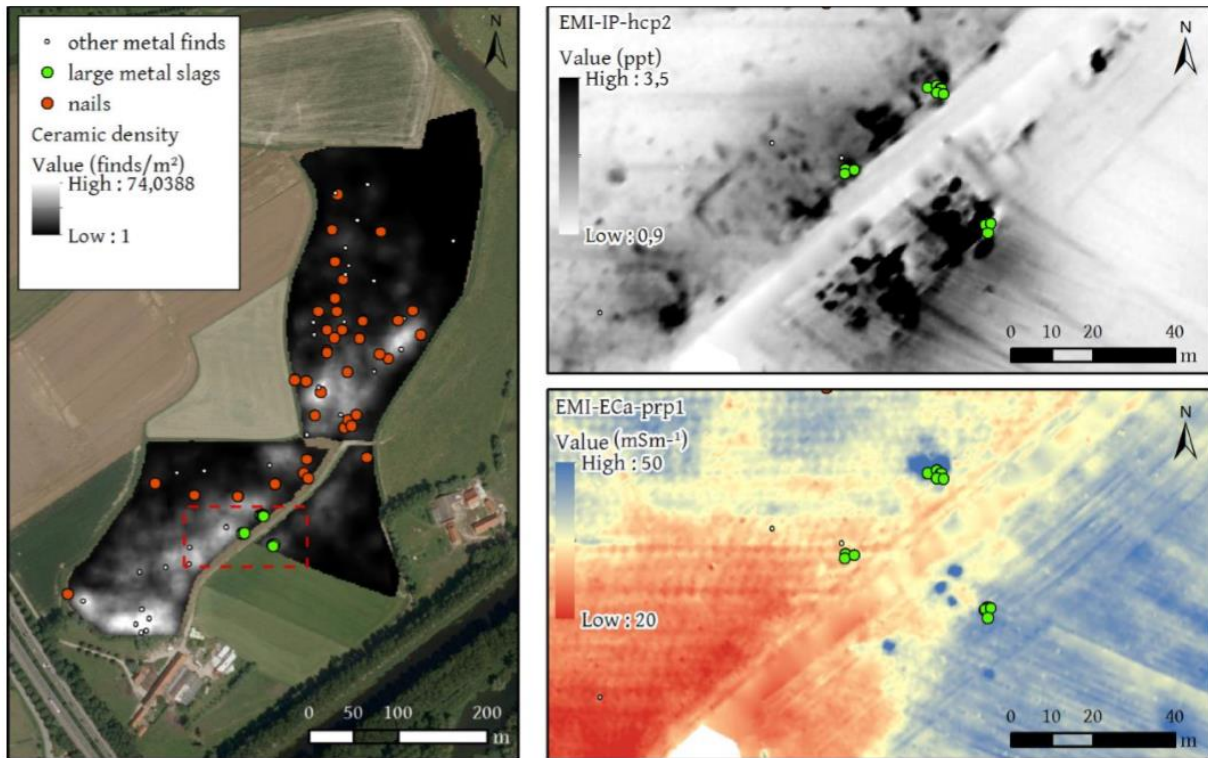 other metal finds
large metal slags
nails
Ceramic density
Value (finds/m²)
High : 74,0388
Low : 1
N
0 50 100 200
m
EMI-IP-hcp2
Value (ppt)
High : 3,5
Low : 0,9
N
0 10 20 40
m
EMI-ECa-prp1
Value (mSm⁻¹)
High : 50
Low : 20
N
0 10 20 40
m